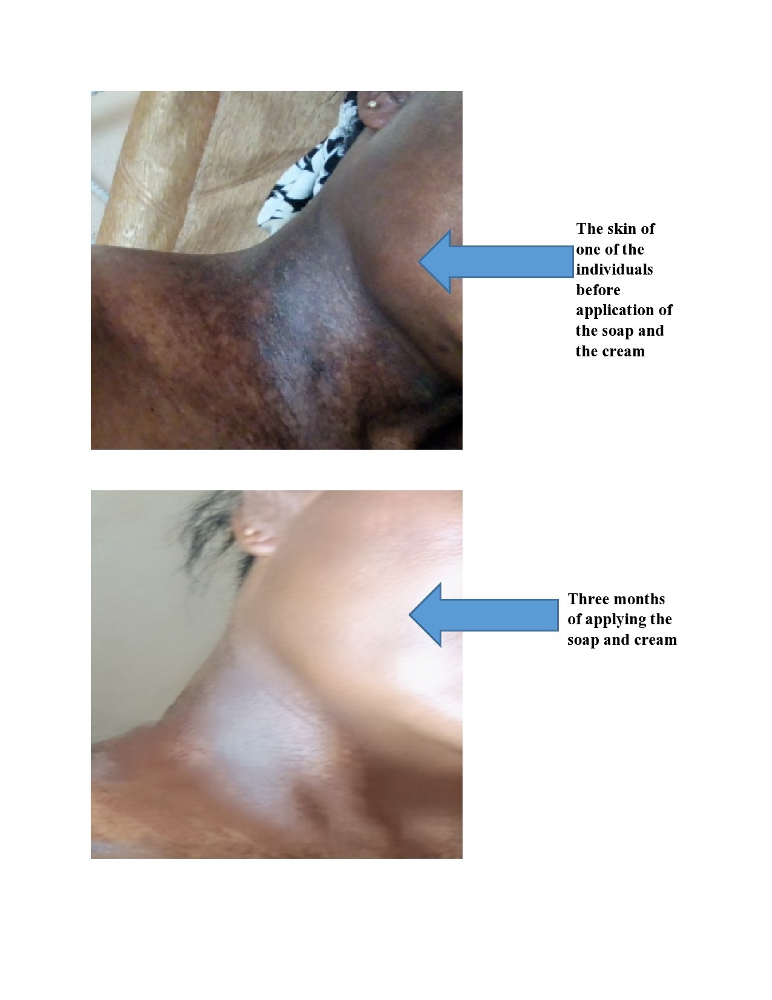 The skin of
one of the
individuals
before
application of
the soap and
the cream
Three months
of applying the
soap and cream